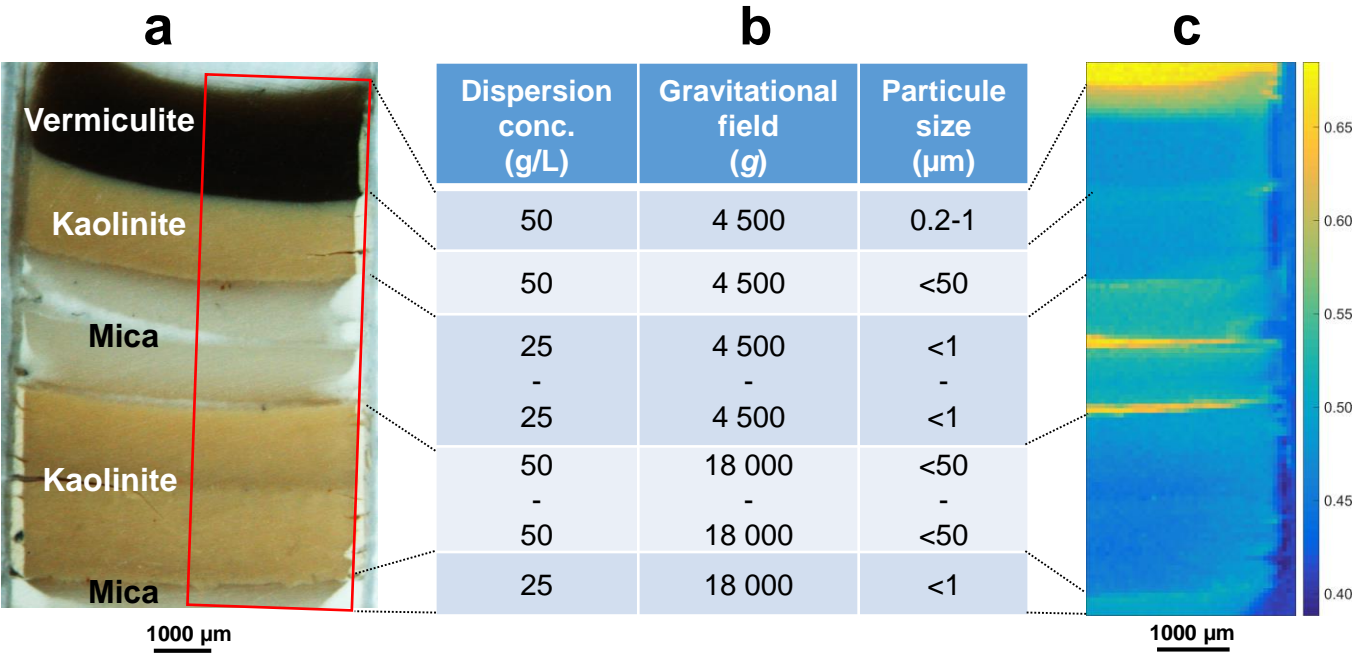 a
b
c
Vermiculite
Kaolinite
Mica
Kaolinite
Mica
1000 µm
Dispersion conc. (g/L) Gravitational field (g) Particule size (µm)
50 4 500 0.2-1
50 4 500 <50
25 4 500 <1
- - -
25 4 500 <1
50 18 000 <50
- - -
50 18 000 <50
25 18 000 <1
0.65
0.60
0.55
0.50
0.45
0.40
1000 µm